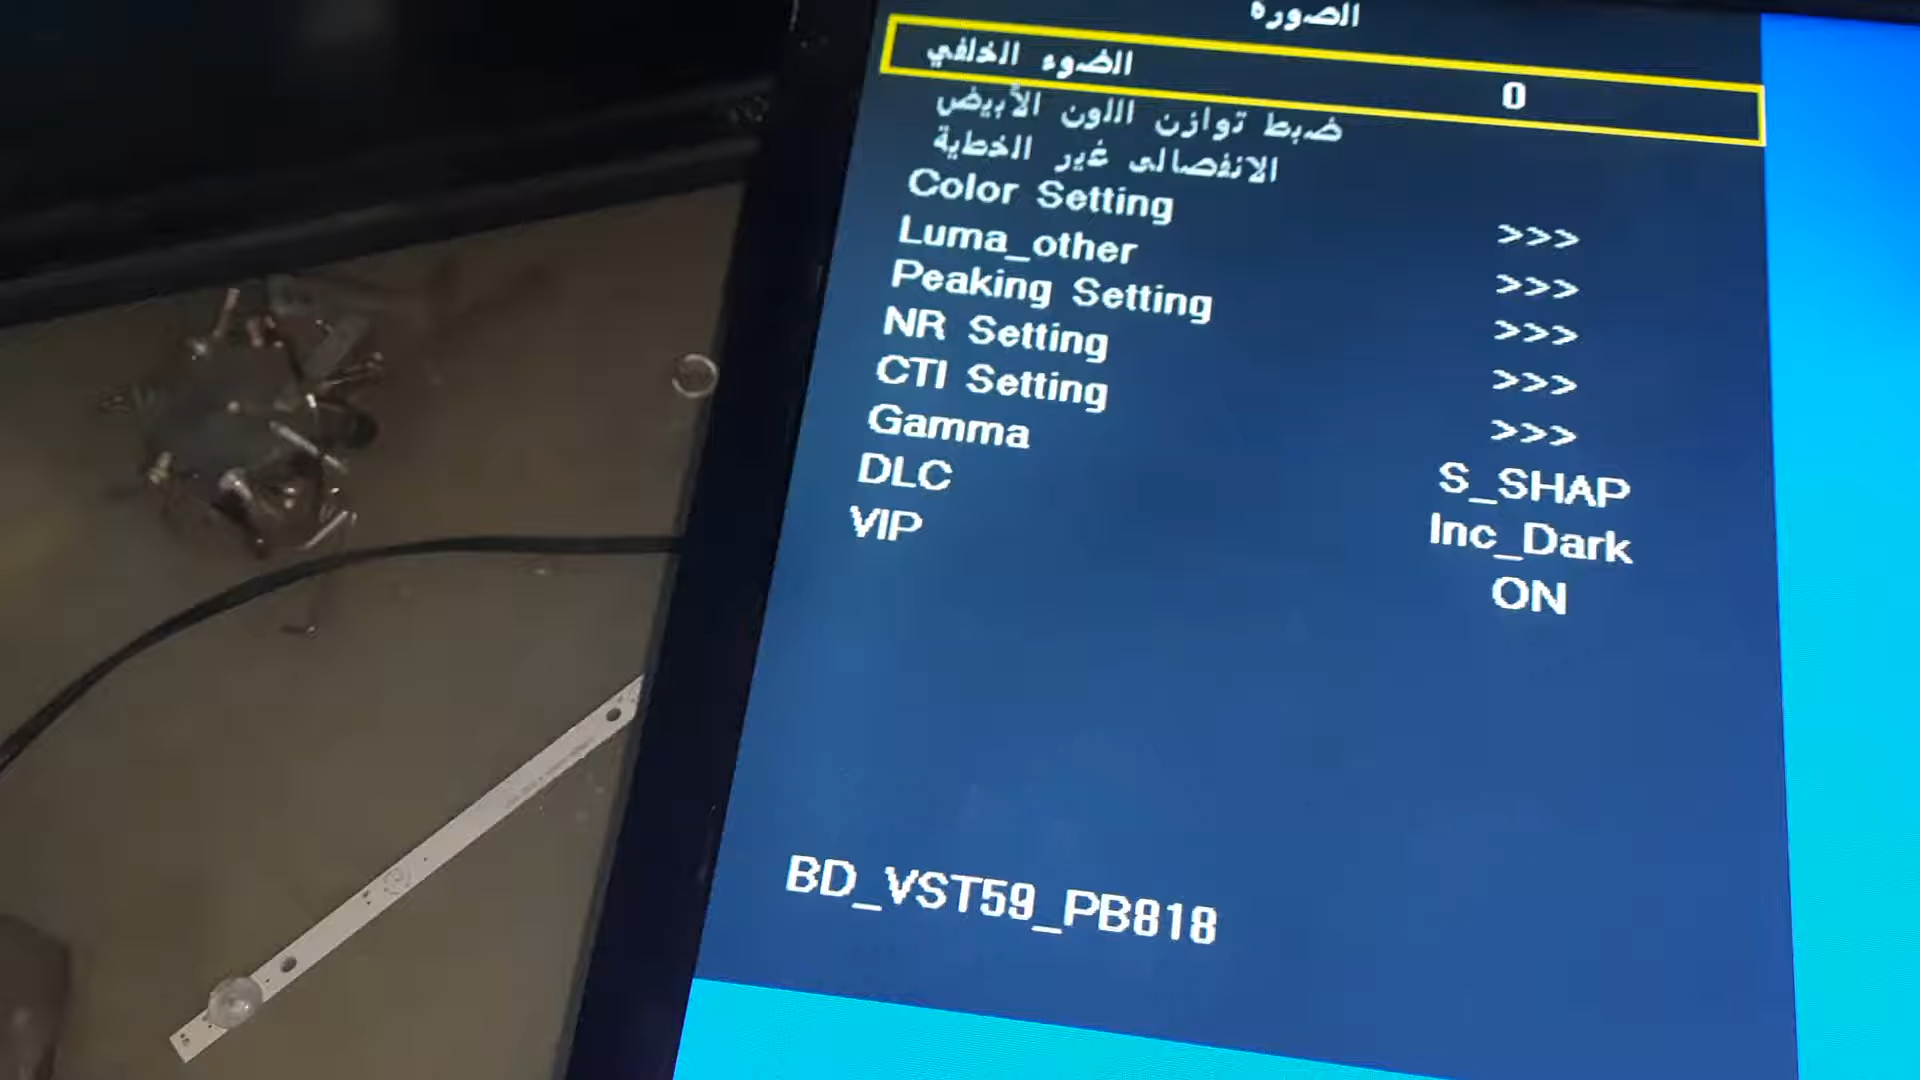 الصورة
الضوء الخلفي 0
ضبط توازن اللون الأبيض
الانفصالى غير الخطية
Color Setting >>>
Luma_other >>>
Peaking Setting >>>
NR Setting >>>
CTI Setting >>>
Gamma S_SHAP
DLC Inc_Dark
VIP ON
BD_VST59_PB818